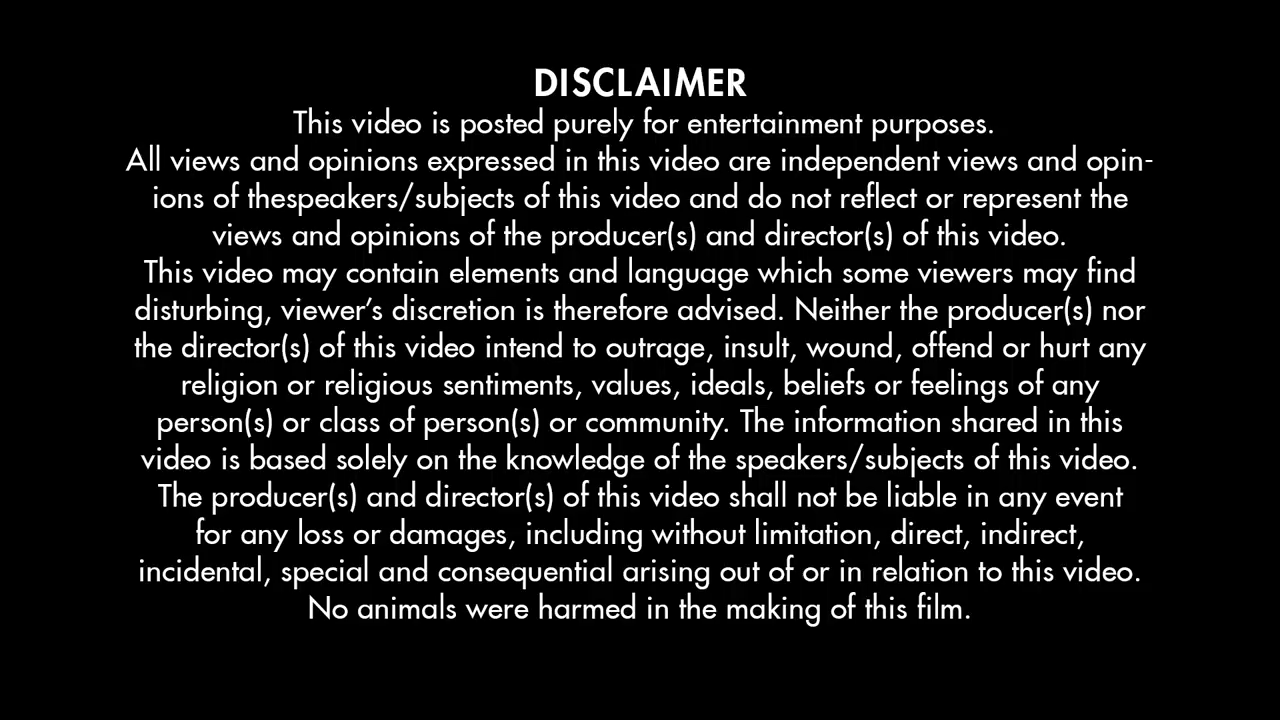 DISCLAIMER
This video is posted purely for entertainment purposes.
All views and opinions expressed in this video are independent views and opin-
ions of thespeakers/subjects of this video and do not reflect or represent the
views and opinions of the producer(s) and director(s) of this video.
This video may contain elements and language which some viewers may find
disturbing, viewer’s discretion is therefore advised. Neither the producer(s) nor
the director(s) of this video intend to outrage, insult, wound, offend or hurt any
religion or religious sentiments, values, ideals, beliefs or feelings of any
person(s) or class of person(s) or community. The information shared in this
video is based solely on the knowledge of the speakers/subjects of this video.
The producer(s) and director(s) of this video shall not be liable in any event
for any loss or damages, including without limitation, direct, indirect,
incidental, special and consequential arising out of or in relation to this video.
No animals were harmed in the making of this film.